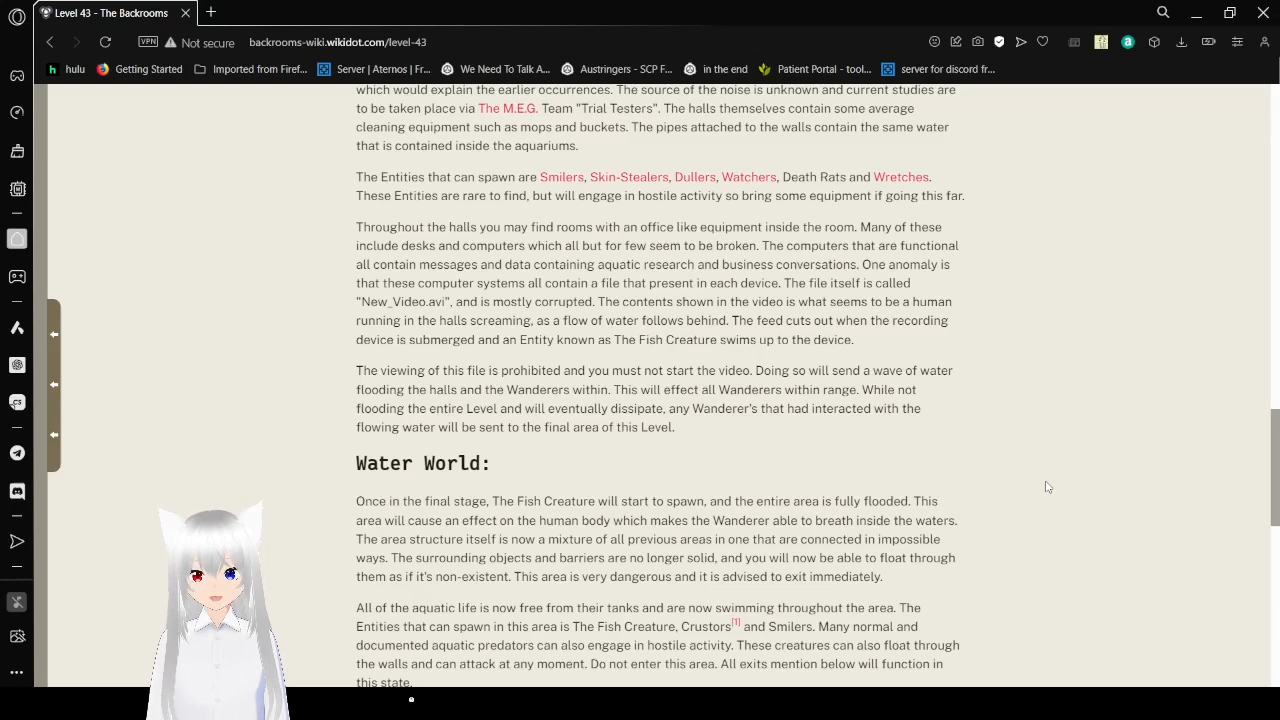 Level 43 - The Backrooms
VPN Not secure backrooms-wiki.wikidot.com/level-43
hulu Getting Started Imported from Firef... Server | Aternos | Fr... We Need To Talk A... Austringers - SCP F... in the end Patient Portal - tool... server for discord fr...
which would explain the earlier occurrences. The source of the noise is unknown and current studies are
to be taken place via The M.E.G. Team "Trial Testers". The halls themselves contain some average
cleaning equipment such as mops and buckets. The pipes attached to the walls contain the same water
that is contained inside the aquariums.
The Entities that can spawn are Smilers, Skin-Stealers, Dullers, Watchers, Death Rats and Wretches.
These Entities are rare to find, but will engage in hostile activity so bring some equipment if going this far.
Throughout the halls you may find rooms with an office like equipment inside the room. Many of these
include desks and computers which all but for few seem to be broken. The computers that are functional
all contain messages and data containing aquatic research and business conversations. One anomaly is
that these computer systems all contain a file that present in each device. The file itself is called
"New_Video.avi", and is mostly corrupted. The contents shown in the video is what seems to be a human
running in the halls screaming, as a flow of water follows behind. The feed cuts out when the recording
device is submerged and an Entity known as The Fish Creature swims up to the device.
The viewing of this file is prohibited and you must not start the video. Doing so will send a wave of water
flooding the halls and the Wanderers within. This will effect all Wanderers within range. While not
flooding the entire Level and will eventually dissipate, any Wanderer's that had interacted with the
flowing water will be sent to the final area of this Level.
Water World:
Once in the final stage, The Fish Creature will start to spawn, and the entire area is fully flooded. This
area will cause an effect on the human body which makes the Wanderer able to breath inside the waters.
The area structure itself is now a mixture of all previous areas in one that are connected in impossible
ways. The surrounding objects and barriers are no longer solid, and you will now be able to float through
them as if it's non-existent. This area is very dangerous and it is advised to exit immediately.
All of the aquatic life is now free from their tanks and are now swimming throughout the area. The
Entities that can spawn in this area is The Fish Creature, Crustors[1] and Smilers. Many normal and
documented aquatic predators can also engage in hostile activity. These creatures can also float through
the walls and can attack at any moment. Do not enter this area. All exits mention below will function in
this state.